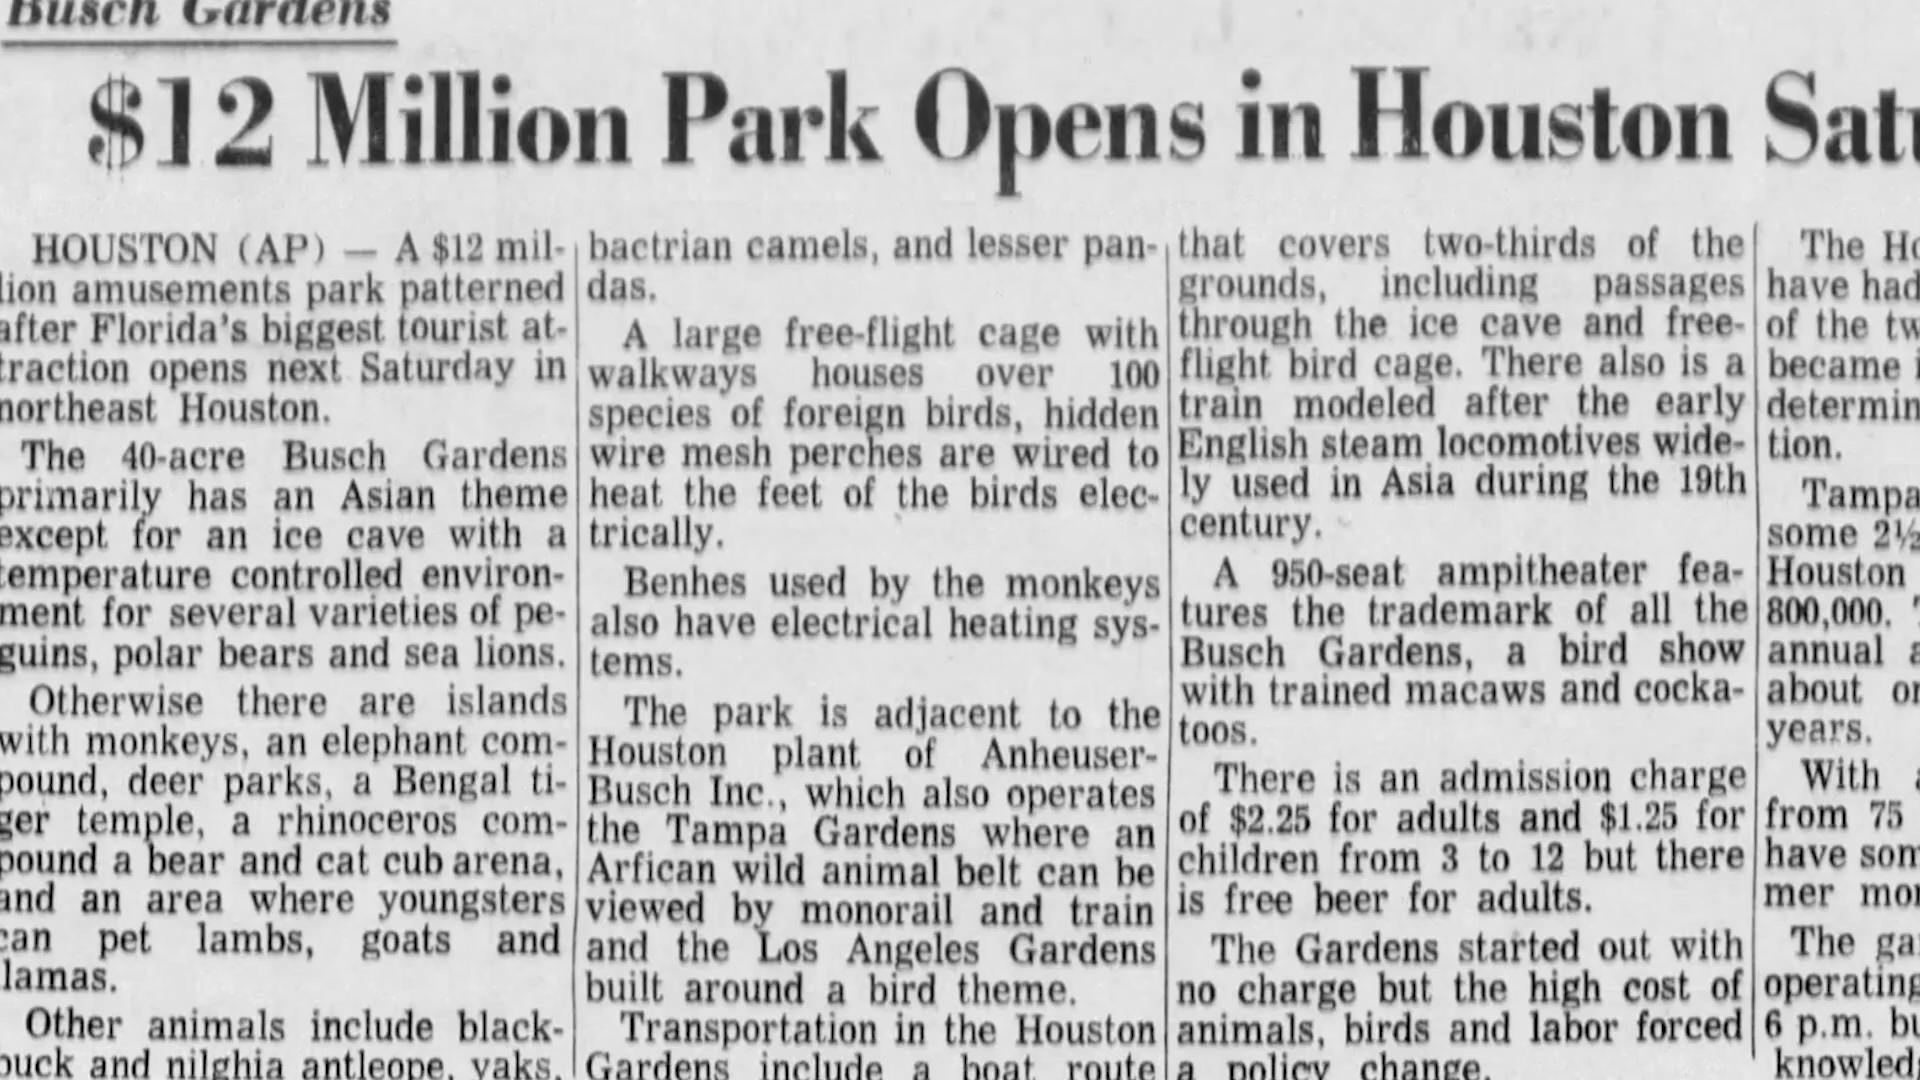 Busch Gardens
$12 Million Park Opens in Houston Satu
HOUSTON (AP) — A $12 mil-
lion amusements park patterned
after Florida's biggest tourist at-
traction opens next Saturday in
northeast Houston.
The 40-acre Busch Gardens
primarily has an Asian theme
except for an ice cave with a
temperature controlled environ-
ment for several varieties of pe-
guins, polar bears and sea lions.
Otherwise there are islands
with monkeys, an elephant com-
pound, deer parks, a Bengal ti-
ger temple, a rhinoceros com-
pound a bear and cat cub arena,
and an area where youngsters
can pet lambs, goats and
llamas.
Other animals include black-
buck and nilghia antleope, yaks,
bactrian camels, and lesser pan-
das.
A large free-flight cage with
walkways houses over 100
species of foreign birds, hidden
wire mesh perches are wired to
heat the feet of the birds elec-
trically.
Benhes used by the monkeys
also have electrical heating sys-
tems.
The park is adjacent to the
Houston plant of Anheuser-
Busch Inc., which also operates
the Tampa Gardens where an
Arfican wild animal belt can be
viewed by monorail and train
and the Los Angeles Gardens
built around a bird theme.
Transportation in the Houston
Gardens include a boat route
that covers two-thirds of the
grounds, including passages
through the ice cave and free-
flight bird cage. There also is a
train modeled after the early
English steam locomotives wide-
ly used in Asia during the 19th
century.
A 950-seat ampitheater fea-
tures the trademark of all the
Busch Gardens, a bird show
with trained macaws and cocka-
toos.
There is an admission charge
of $2.25 for adults and $1.25 for
children from 3 to 12 but there
is free beer for adults.
The Gardens started out with
no charge but the high cost of
animals, birds and labor forced
a policy change.
The Ho
have had
of the tw
became i
determin
tion.
Tampa
some 2½
Houston
800,000.
annual a
about or
years.
With a
from 75
have som
mer mor
The gar
operating
6 p.m. bu
knowledg